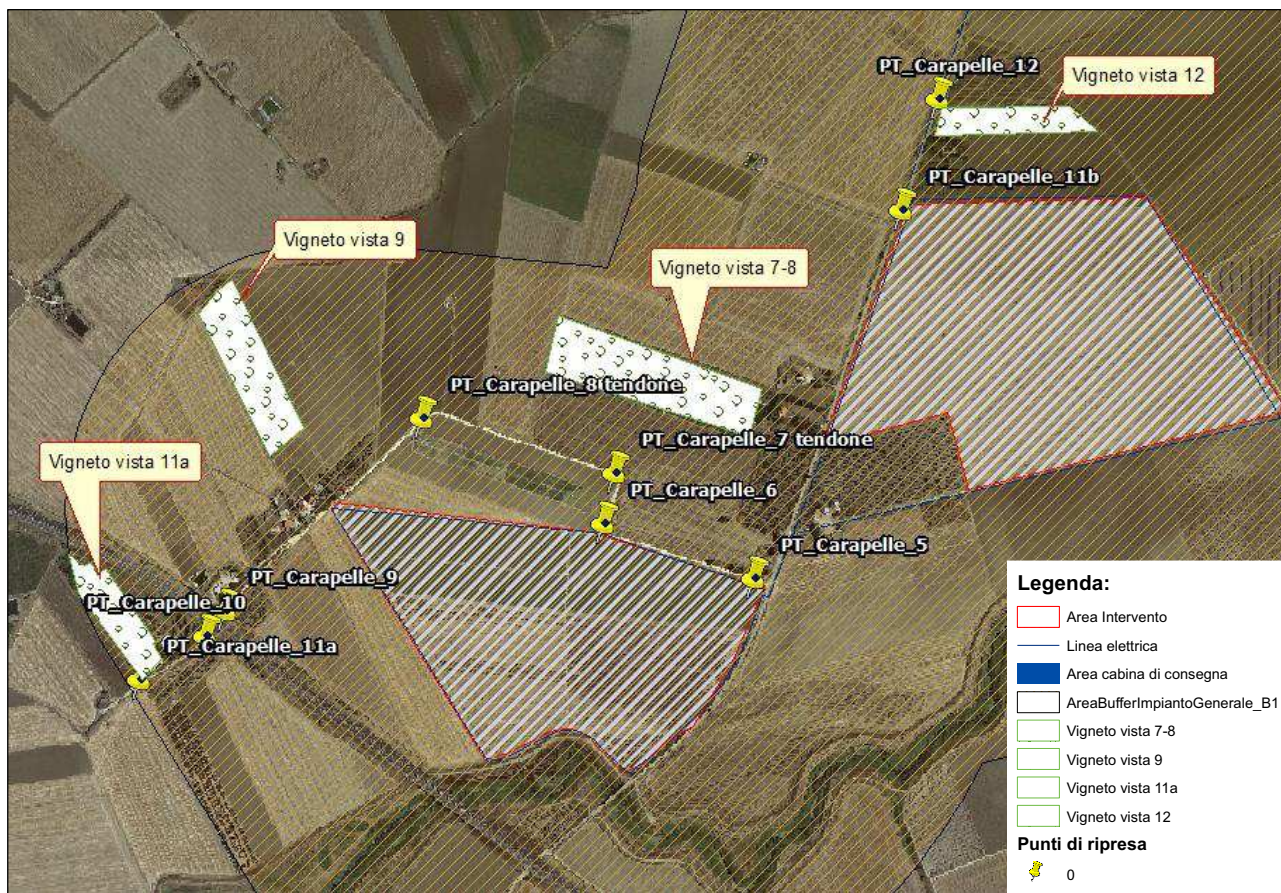 PT_Carapelle_12
Vigneto vista 12
PT_Carapelle_11b
Vigneto vista 9
Vigneto vista 7-8
PT_Carapelle_8 tendone
PT_Carapelle_7 tendone
Vigneto vista 11a
PT_Carapelle_6
PT_Carapelle_5
PT_Carapelle_9
PT_Carapelle_10
PT_Carapelle_11a
Legenda:
Area Intervento
Linea elettrica
Area cabina di consegna
AreaBufferImpiantoGenerale_B1
Vigneto vista 7-8
Vigneto vista 9
Vigneto vista 11a
Vigneto vista 12
Punti di ripresa
0